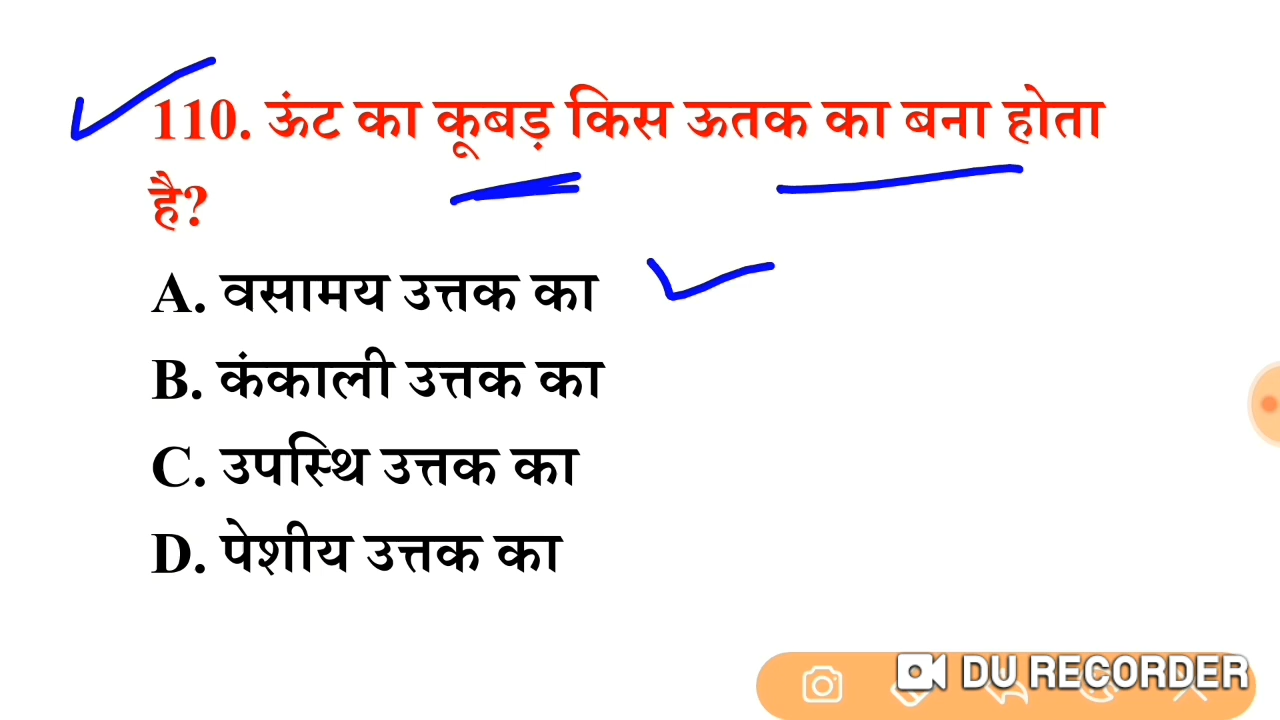 110. ऊंट का कूबड़ किस ऊतक का बना होता
है?
A. वसामय उत्तक का
B. कंकाली उत्तक का
C. उपस्थि उत्तक का
D. पेशीय उत्तक का
DU RECORDER